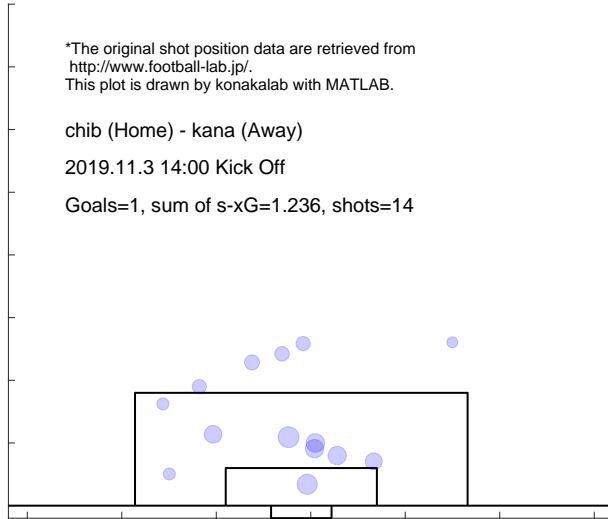 *The original shot position data are retrieved from
http://www.football-lab.jp/.
This plot is drawn by konakalab with MATLAB.
chib (Home) - kana (Away)
2019.11.3 14:00 Kick Off
Goals=1, sum of s-xG=1.236, shots=14